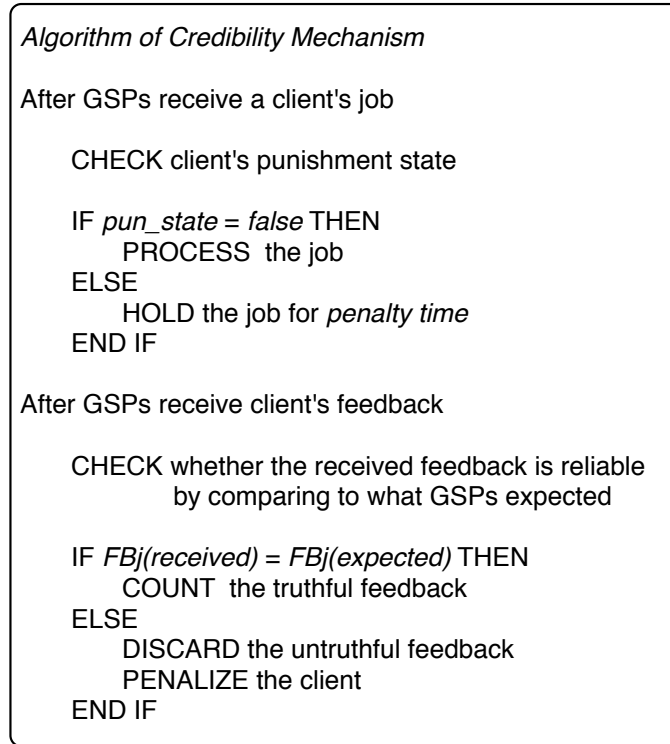 Algorithm of Credibility Mechanism
After GSPs receive a client's job
CHECK client's punishment state
IF pun_state = false THEN
PROCESS the job
ELSE
HOLD the job for penalty time
END IF
After GSPs receive client's feedback
CHECK whether the received feedback is reliable
by comparing to what GSPs expected
IF FBj(received) = FBj(expected) THEN
COUNT the truthful feedback
ELSE
DISCARD the untruthful feedback
PENALIZE the client
END IF